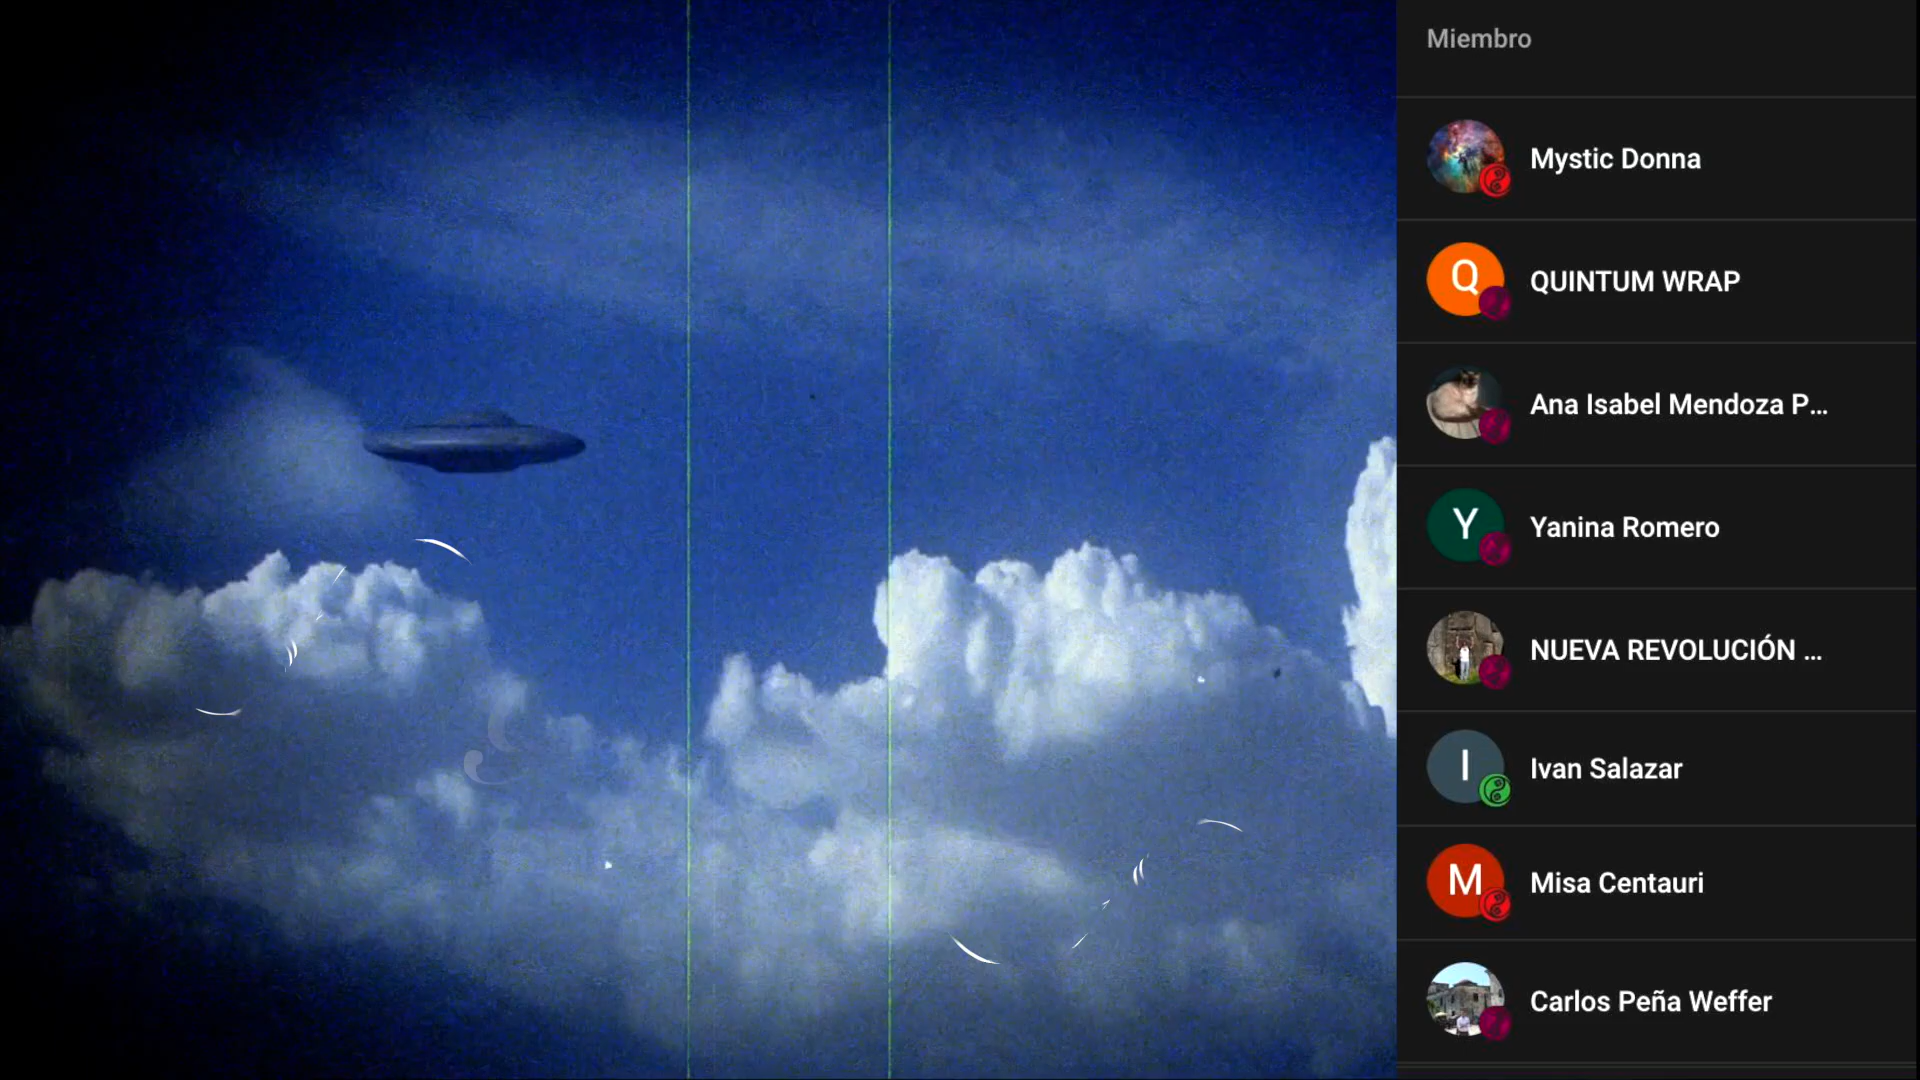 Miembro
Mystic Donna
Q
QUINTUM WRAP
Ana Isabel Mendoza P...
Y
Yanina Romero
NUEVA REVOLUCIÓN ...
I
Ivan Salazar
M
Misa Centauri
Carlos Peña Weffer